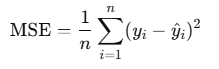 MSE = \frac{1}{n} \sum_{i=1}^{n} (y_i - \hat{y}_i)^2